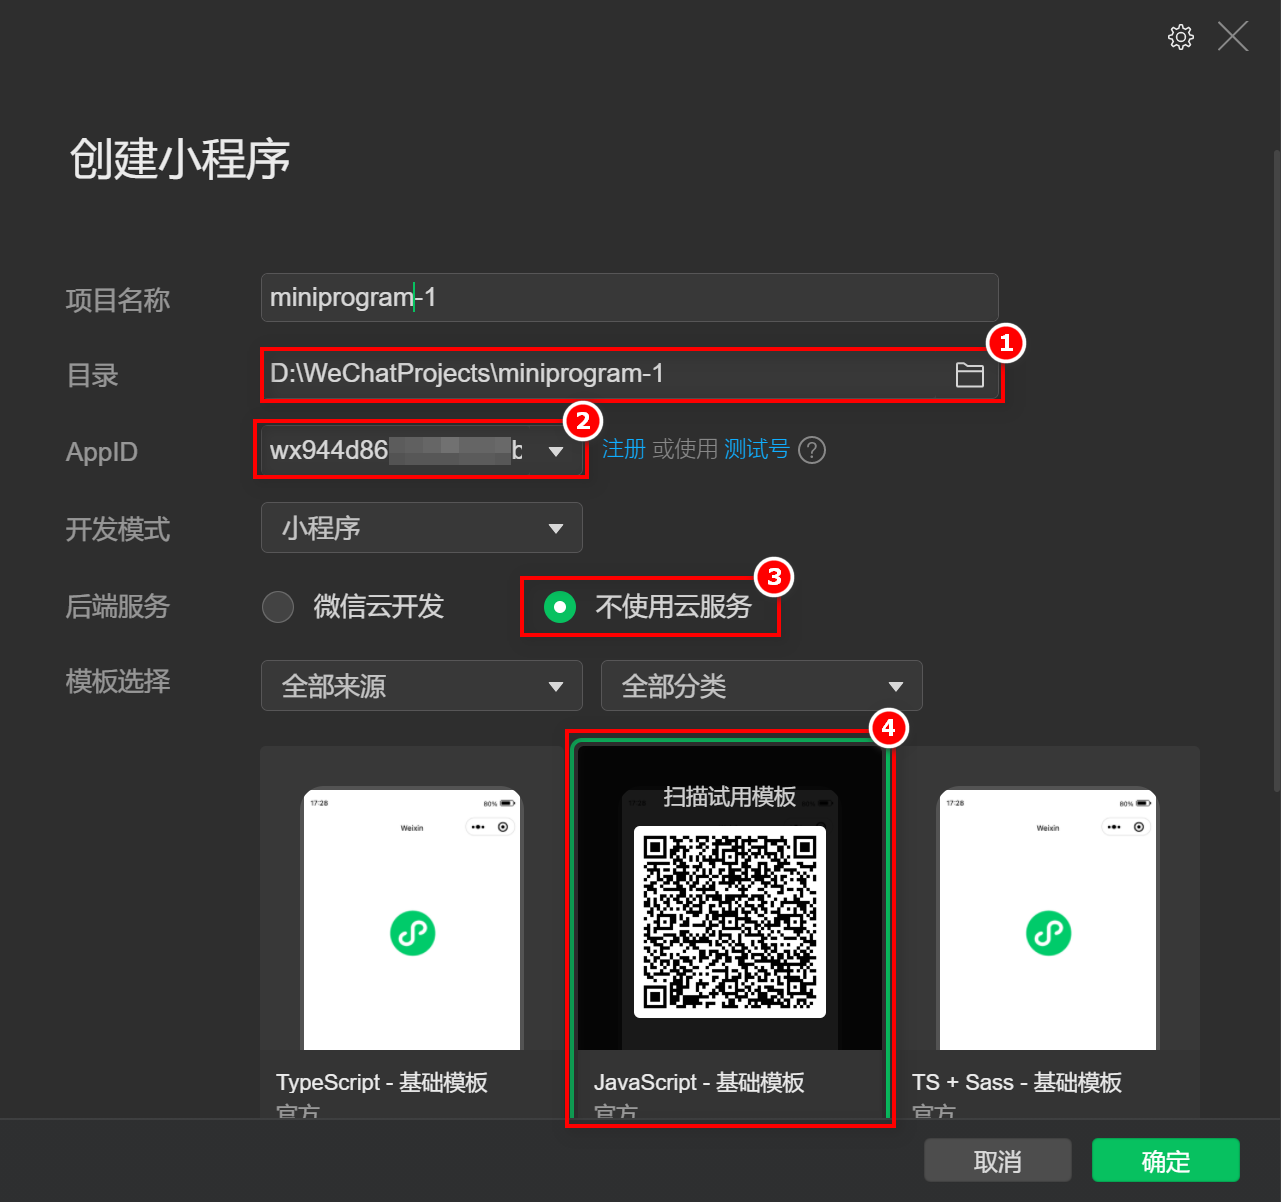 创建小程序
项目名称 miniprogram-1
1
目录 D:\WeChatProjects\miniprogram-1
2
AppID wx944d86 b 注册 或使用 测试号 ?
开发模式 小程序
3
后端服务 微信云开发 不使用云服务
模板选择 全部来源 全部分类
4
扫描试用模板
17:28 80% 17:28 80%
Weixin Weixin
TypeScript - 基础模板 JavaScript - 基础模板 TS + Sass - 基础模板
官方 官方 官方
取消 确定